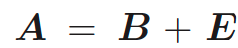 A = B + E